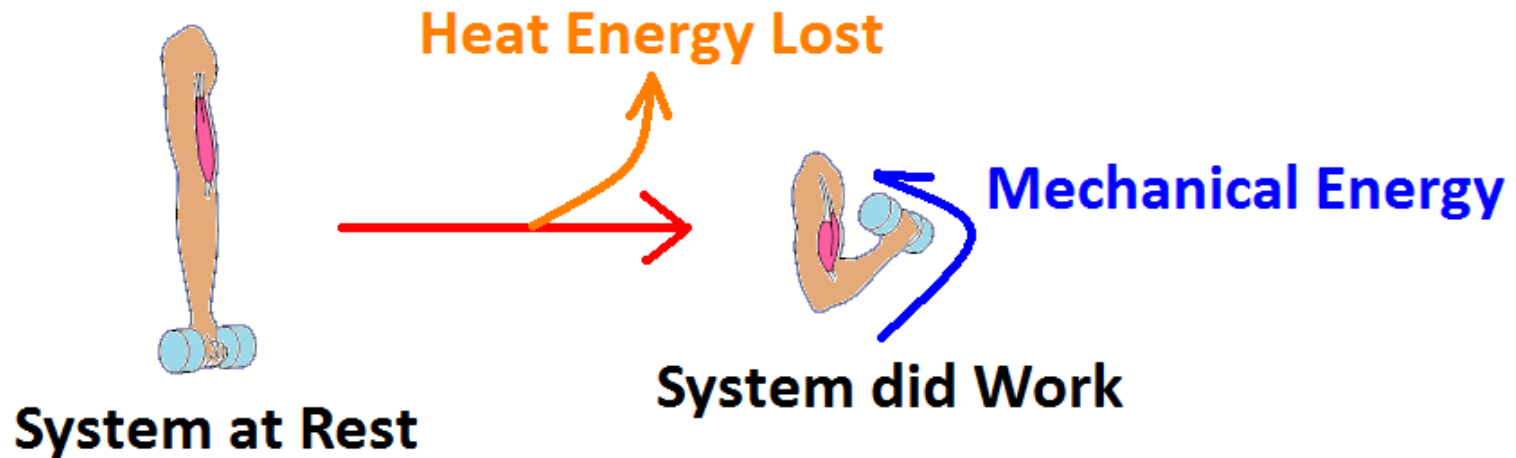 Heat Energy Lost
Mechanical Energy
System did Work
System at Rest